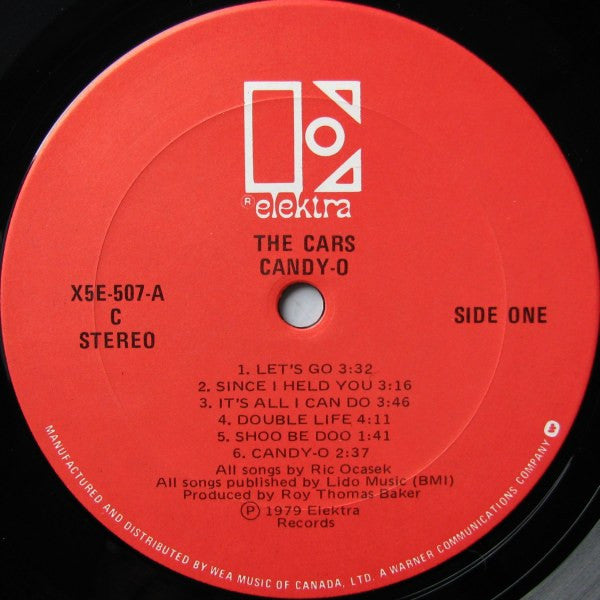 ® elektra
THE CARS
CANDY-O
X5E-507-A
C
STEREO
SIDE ONE
1. LET'S GO 3:32
2. SINCE I HELD YOU 3:16
3. IT'S ALL I CAN DO 3:46
4. DOUBLE LIFE 4:11
5. SHOO BE DOO 1:41
6. CANDY-O 2:37
All songs by Ric Ocasek
All songs published by Lido Music (BMI)
Produced by Roy Thomas Baker
Ⓟ 1979 Elektra
Records
MANUFACTURED AND DISTRIBUTED BY WEA MUSIC OF CANADA, LTD. A WARNER COMMUNICATIONS COMPANY